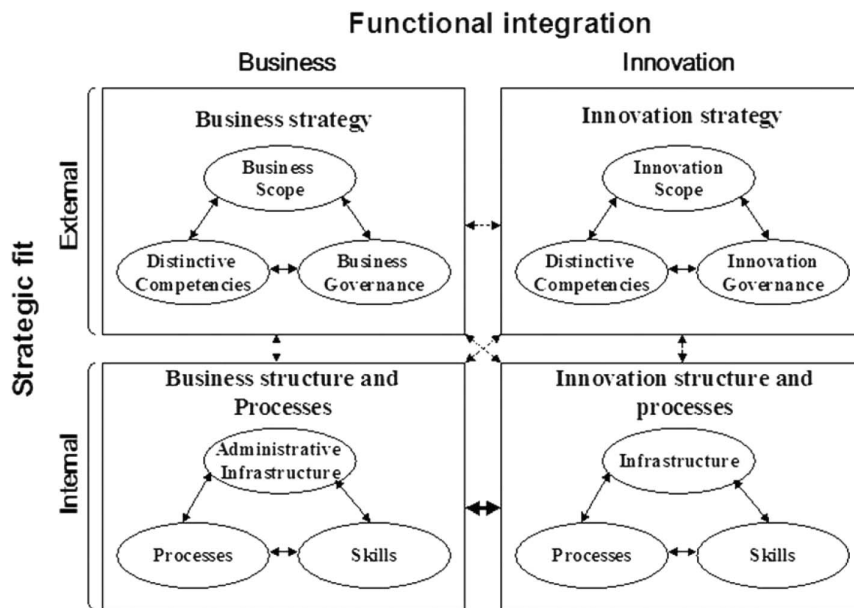 Functional integration
Business
Innovation
Strategic fit
External
Business strategy
Business
Scope
Distinctive
Competencies
Business
Governance
Innovation strategy
Innovation
Scope
Distinctive
Competencies
Innovation
Governance
Internal
Business structure and
Processes
Administrative
Infrastructure
Processes
Skills
Innovation structure and
processes
Infrastructure
Processes
Skills